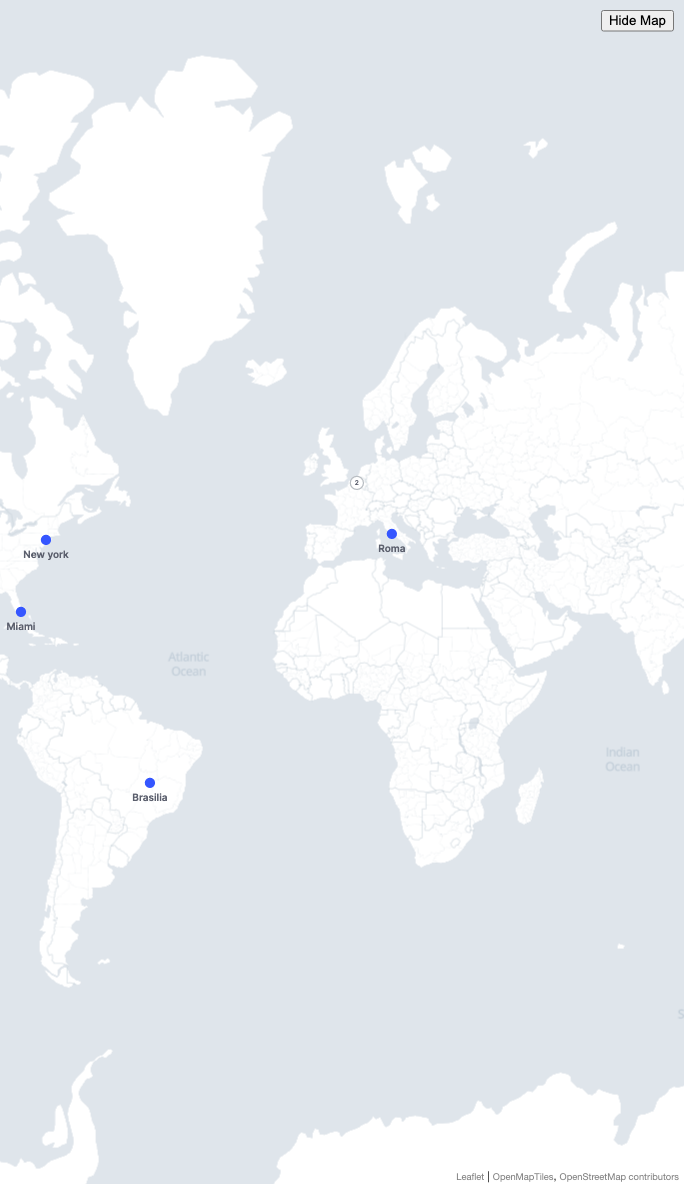 Hide Map
2
New york
Roma
Miami
Atlantic
Ocean
Indian
Ocean
Brasilia
S
Leaflet | OpenMapTiles, OpenStreetMap contributors